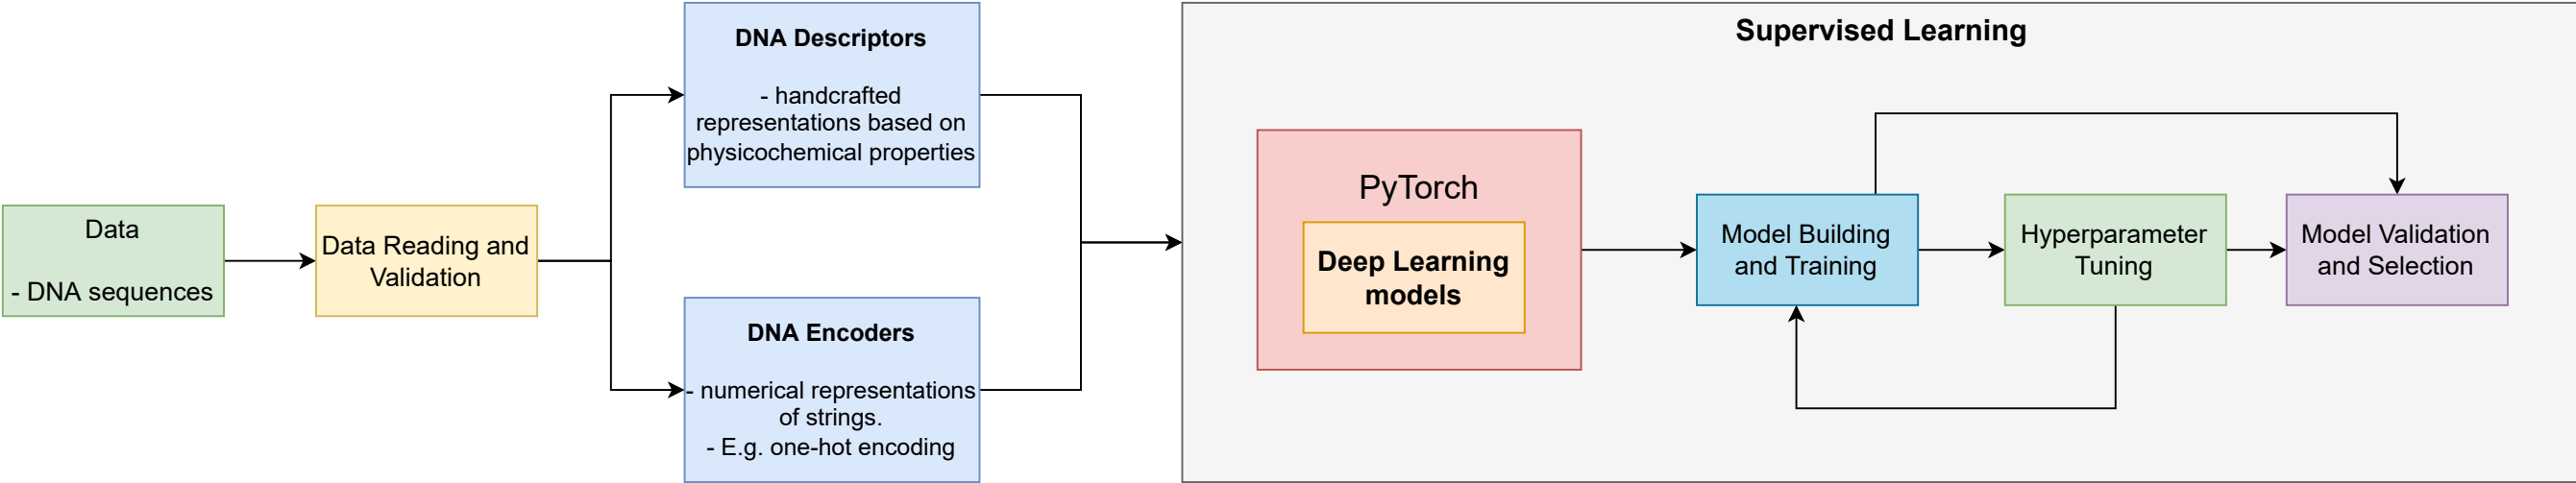 Data
- DNA sequences
Data Reading and
Validation
DNA Descriptors
- handcrafted
representations based on
physicochemical properties
DNA Encoders
- numerical representations
of strings.
- E.g. one-hot encoding
Supervised Learning
PyTorch
Deep Learning
models
Model Building
and Training
Hyperparameter
Tuning
Model Validation
and Selection